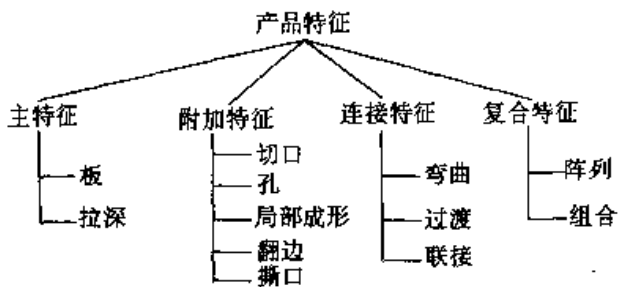 产品特征
主特征
板
拉深
附加特征
切口
孔
局部成形
翻边
撕口
连接特征
弯曲
过渡
联接
复合特征
阵列
组合